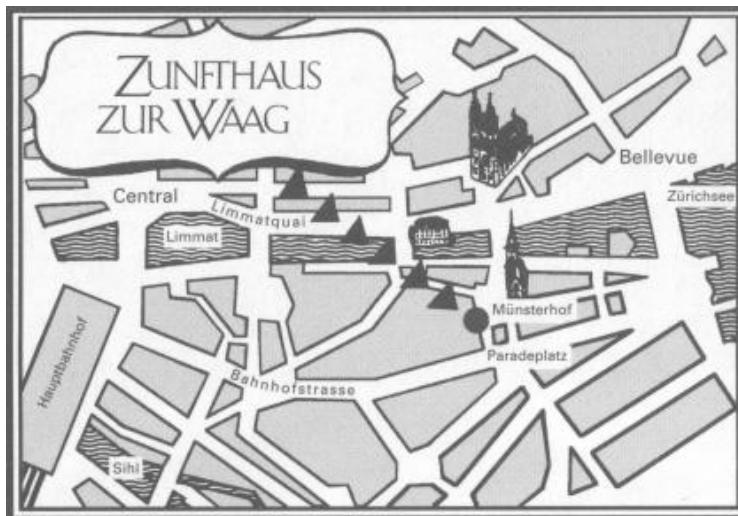 ZUNFTHAUS
ZUR WAAG
Bellevue
Central
Zürichsee
Limmatquai
Limmat
Münsterhof
Hauptbahnhof
Paradeplatz
Bahnhofstrasse
Sihl